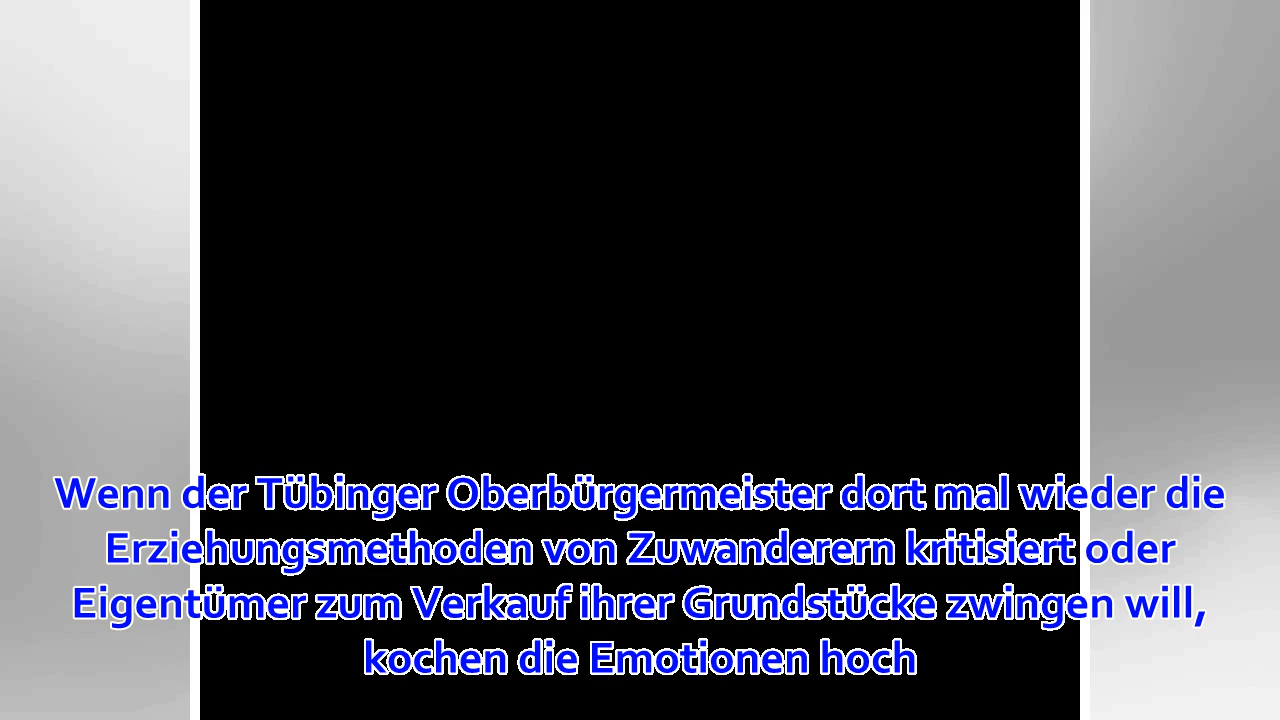 Wenn der Tübinger Oberbürgermeister dort mal wieder die
Erziehungsmethoden von Zuwanderern kritisiert oder
Eigentümer zum Verkauf ihrer Grundstücke zwingen will,
kochen die Emotionen hoch